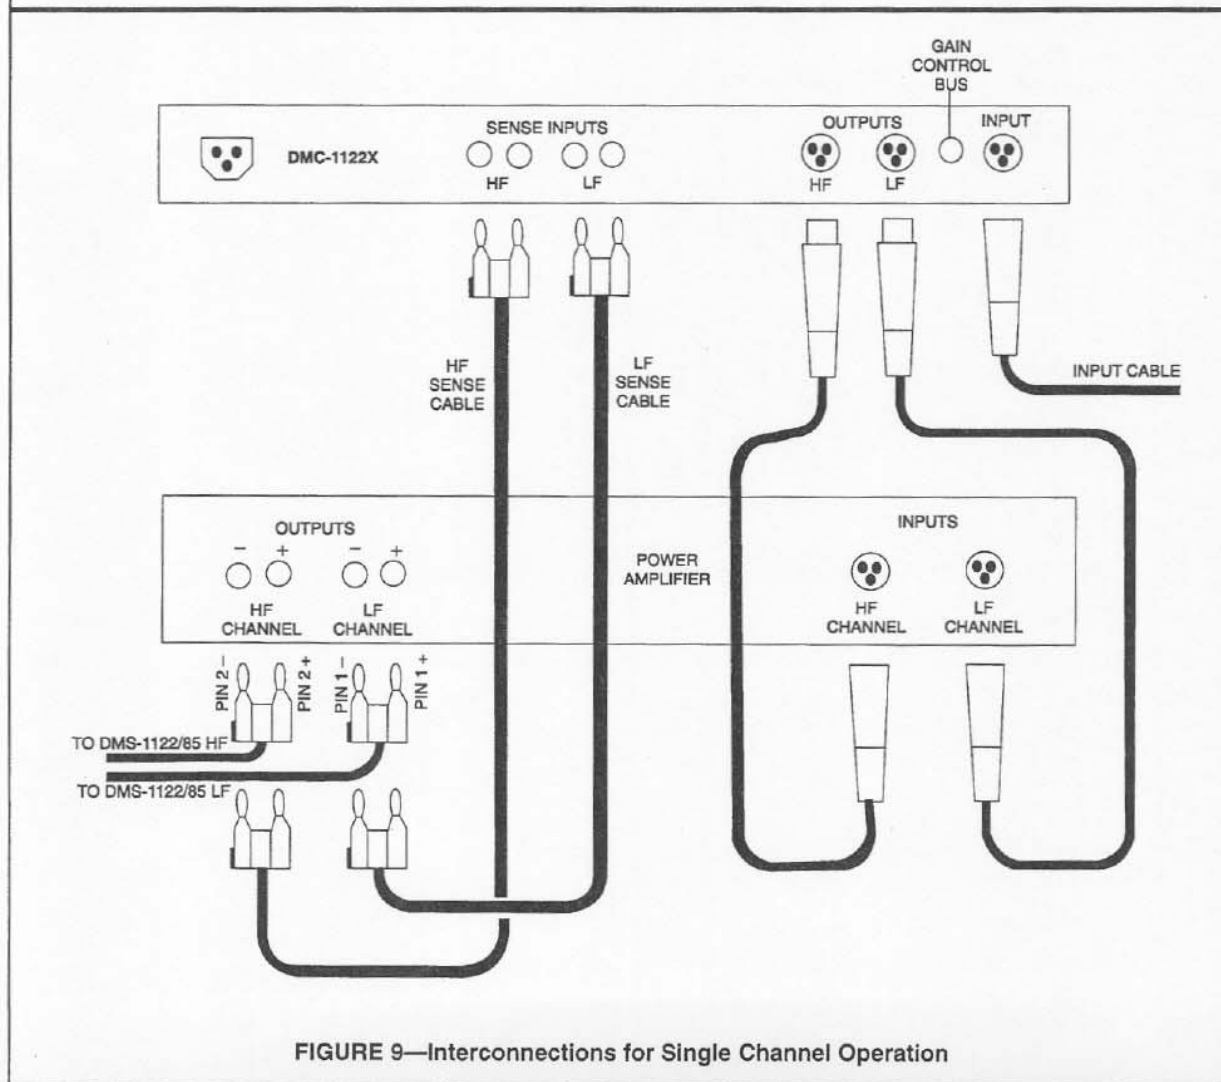 GAIN
CONTROL
BUS
SENSE INPUTS
OUTPUTS
INPUT
DMC-1122X
HF
LF
HF
LF
HF
SENSE
CABLE
LF
SENSE
CABLE
INPUT CABLE
OUTPUTS
INPUTS
- +
- +
POWER
AMPLIFIER
HF
CHANNEL
LF
CHANNEL
HF
CHANNEL
LF
CHANNEL
PIN 2 -
PIN 2 +
PIN 1 -
PIN 1 +
TO DMS-1122/85 HF
TO DMS-1122/85 LF
FIGURE 9—Interconnections for Single Channel Operation